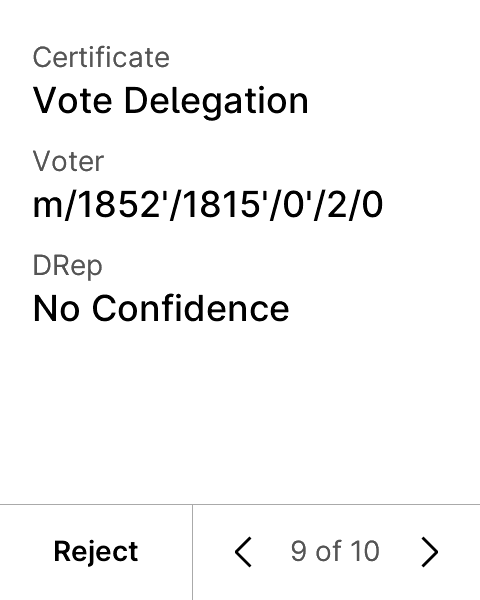 Certificate
Vote Delegation
Voter
m/1852'/1815'/0'/2/0
DRep
No Confidence
Reject
9 of 10